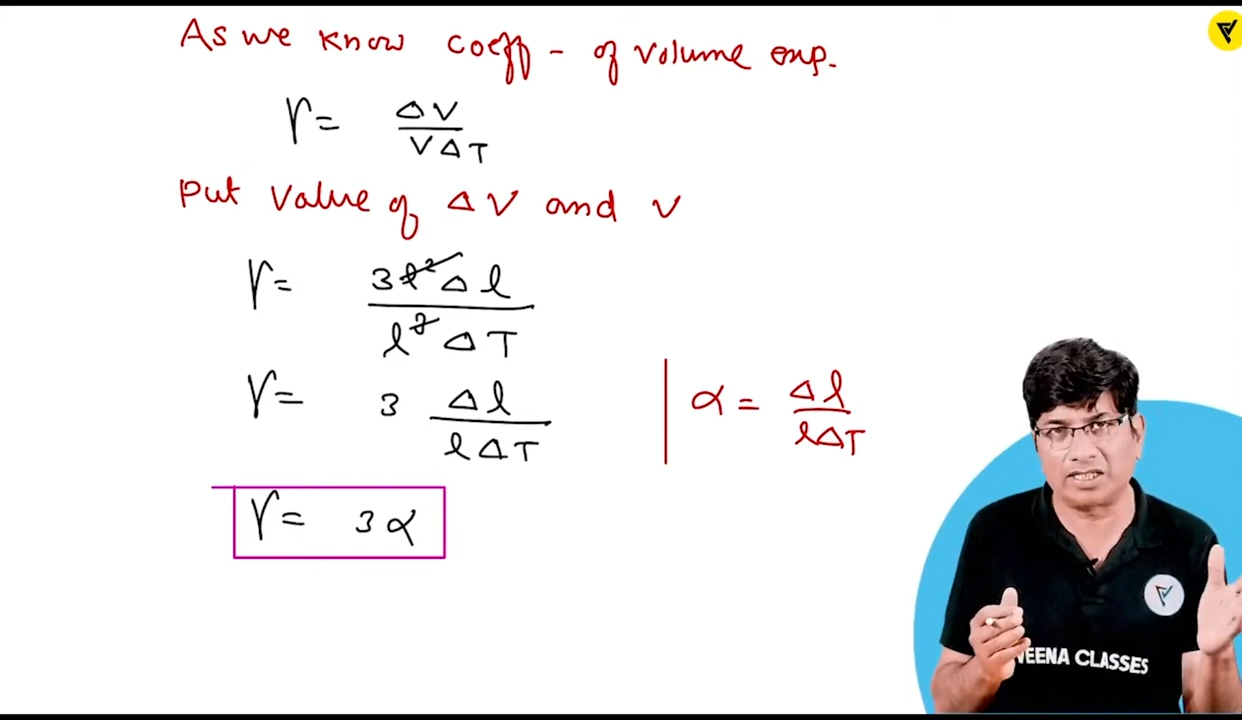 As we know coeff - of volume exp.
γ = ΔV / VΔT
Put value of ΔV and V
γ = 3l²Δl / l³ΔT
γ = 3 Δl / lΔT
α = Δl / lΔT
γ = 3α
VEENA CLASSES